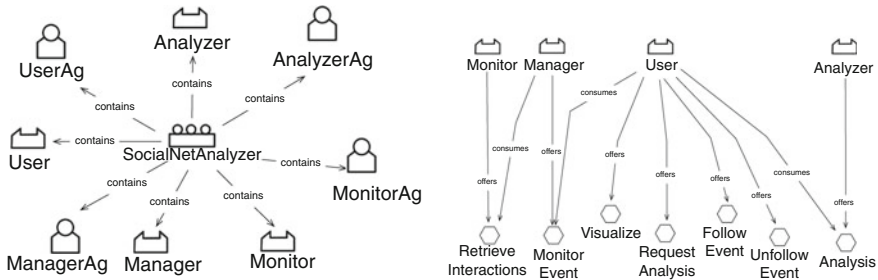 Analyzer
UserAg
AnalyzerAg
contains
contains
contains
contains
User
SocialNetAnalyzer
contains
MonitorAg
contains
contains
contains
ManagerAg
Manager
Monitor
Monitor
Manager
User
Analyzer
consumes
consumes
offers
offers
offers
offers
offers
offers
consumes
offers
Retrieve
Interactions
Monitor
Event
Visualize
Request
Analysis
Follow
Event
Unfollow
Event
Analysis